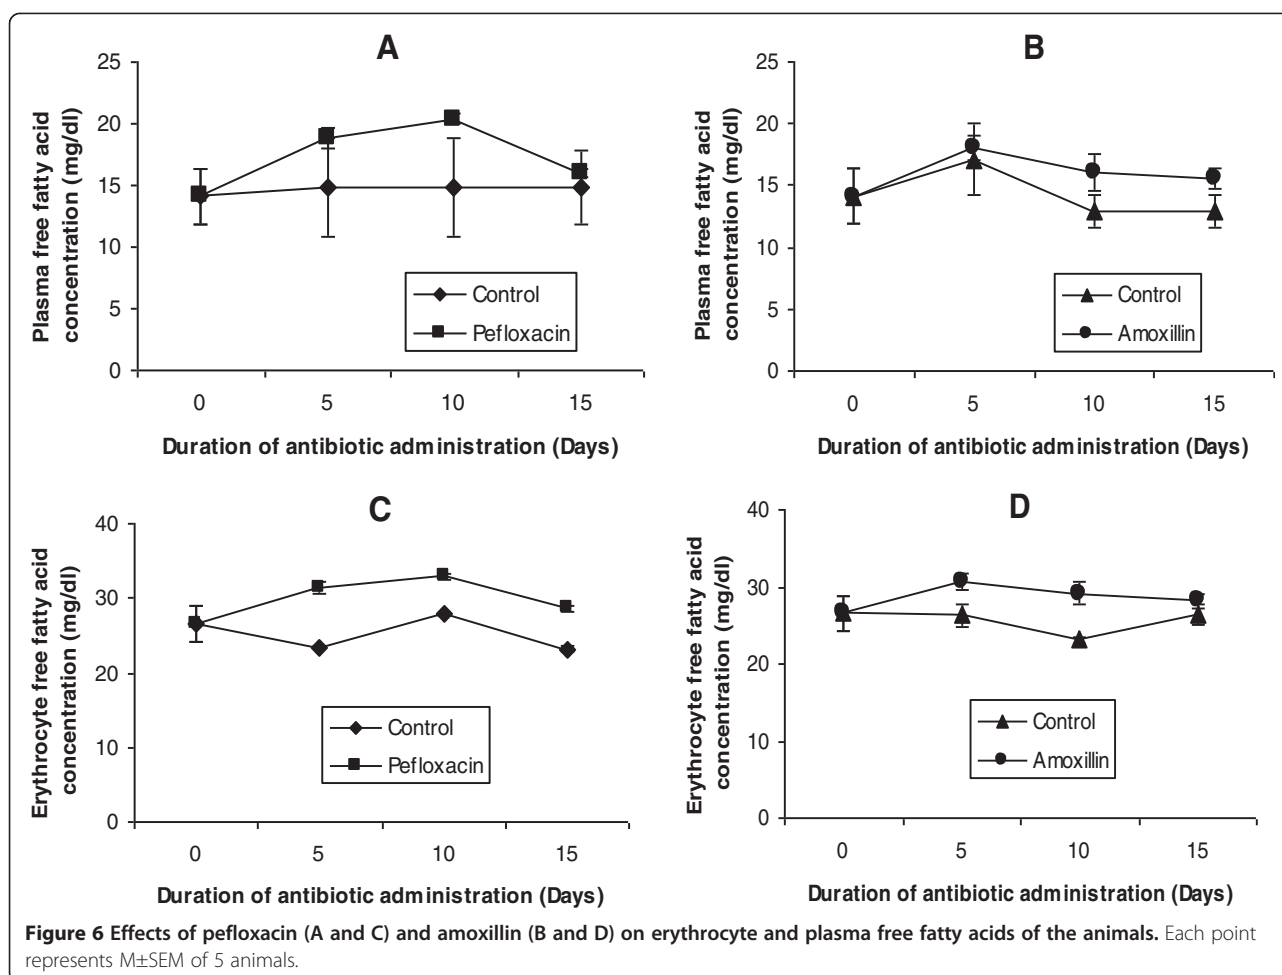 A
Plasma free fatty acid
concentration (mg/dl)
25
20
15
10
5
0
Control
Pefloxacin
0 5 10 15
Duration of antibiotic administration (Days)
B
Plasma free fatty acid
concentration (mg/dl)
25
20
15
10
5
0
Control
Amoxillin
0 5 10 15
Duration of antibiotic administration (Days)
C
Erythrocyte free fatty acid
concentration (mg/dl)
40
30
20
10
0
Control
Pefloxacin
0 5 10 15
Duration of antibiotic administration (Days)
D
Erythrocyte free fatty acid
concentration (mg/dl)
40
30
20
10
0
Control
Amoxillin
0 5 10 15
Duration of antibiotic administration (Days)
Figure 6 Effects of pefloxacin (A and C) and amoxillin (B and D) on erythrocyte and plasma free fatty acids of the animals. Each point
represents M±SEM of 5 animals.